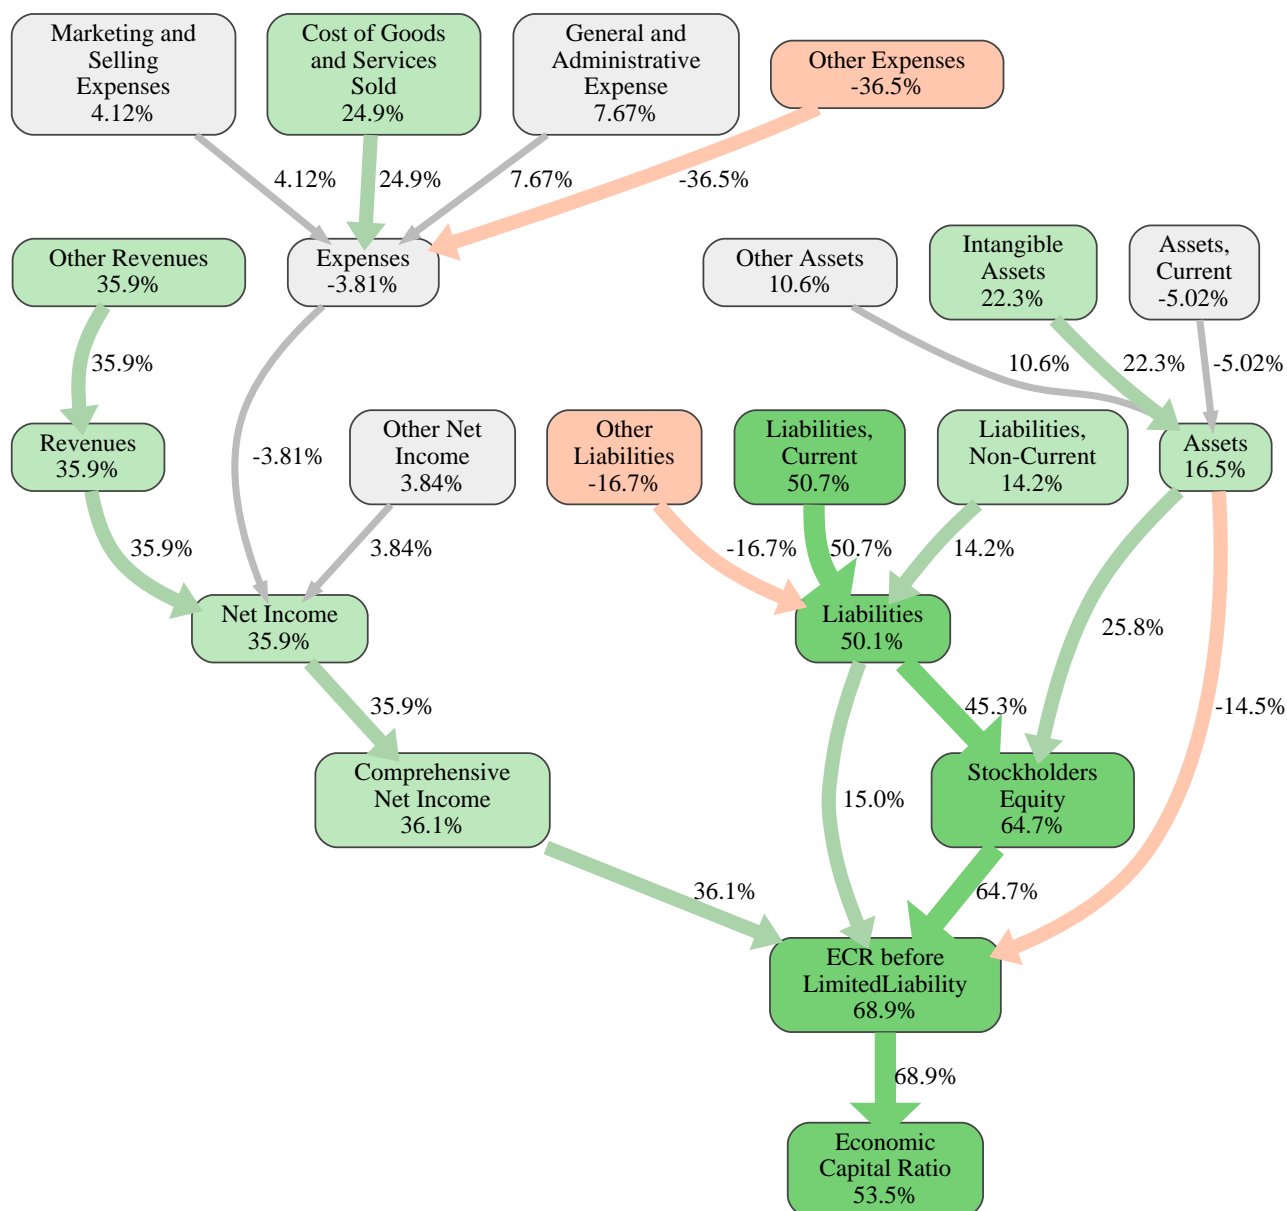 Marketing and
Selling
Expenses
4.12%
Cost of Goods
and Services
Sold
24.9%
General and
Administrative
Expense
7.67%
Other Expenses
-36.5%
4.12%
24.9%
7.67%
-36.5%
Other Revenues
35.9%
Expenses
-3.81%
Other Assets
10.6%
Intangible
Assets
22.3%
Assets,
Current
-5.02%
35.9%
10.6%
22.3%
-5.02%
Revenues
35.9%
-3.81%
Other Net
Income
3.84%
Other
Liabilities
-16.7%
Liabilities,
Current
50.7%
Liabilities,
Non-Current
14.2%
Assets
16.5%
35.9%
3.84%
-16.7%
50.7%
14.2%
Net Income
35.9%
Liabilities
50.1%
25.8%
35.9%
45.3%
-14.5%
Comprehensive
Net Income
36.1%
15.0%
Stockholders
Equity
64.7%
36.1%
64.7%
ECR before
LimitedLiability
68.9%
68.9%
Economic
Capital Ratio
53.5%